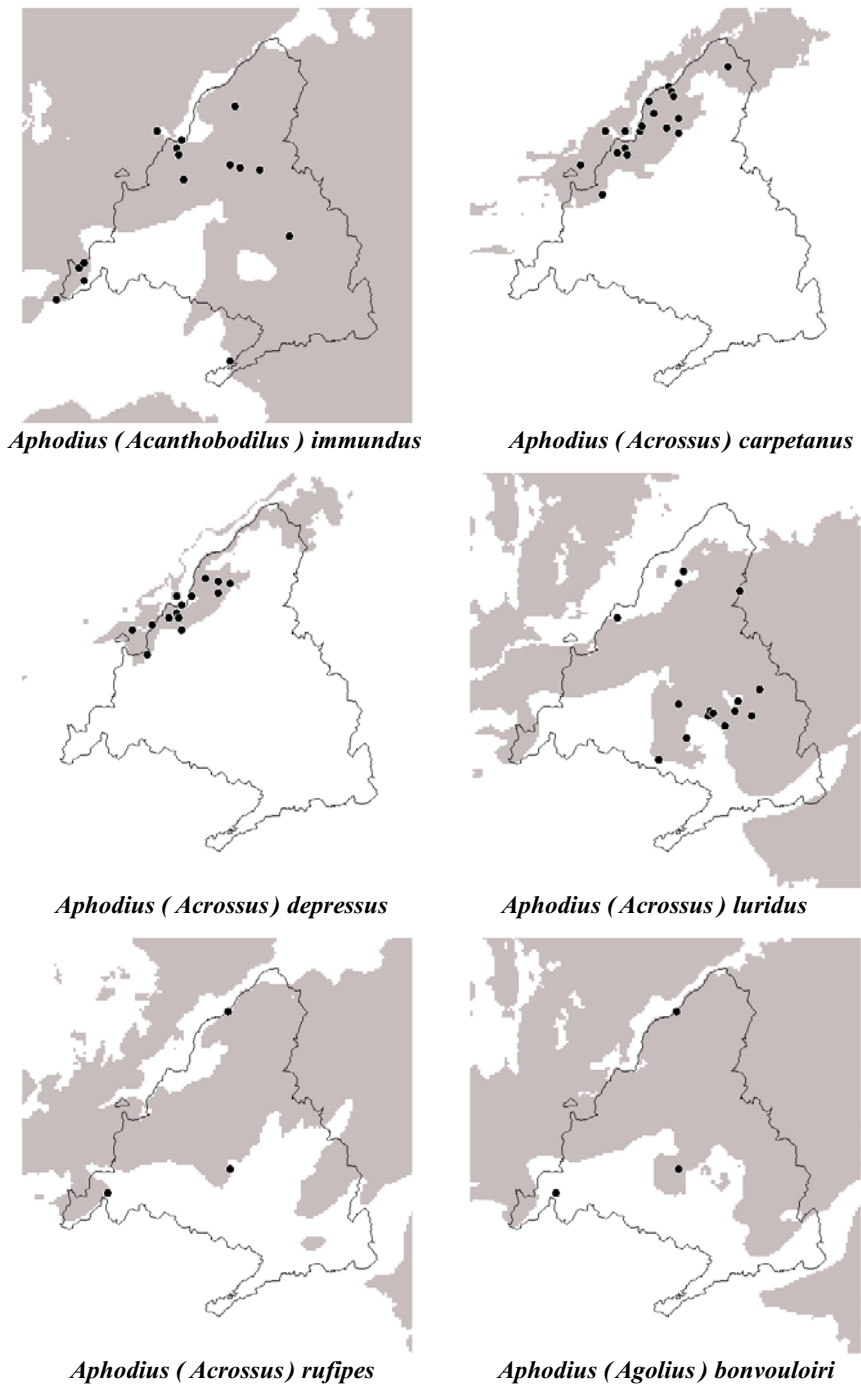 Aphodius (Acanthobodilus) immundus
Aphodius (Acrossus) carpetanus
Aphodius (Acrossus) depressus
Aphodius (Acrossus) luridus
Aphodius (Acrossus) rufipes
Aphodius (Agolius) bonvouloiri